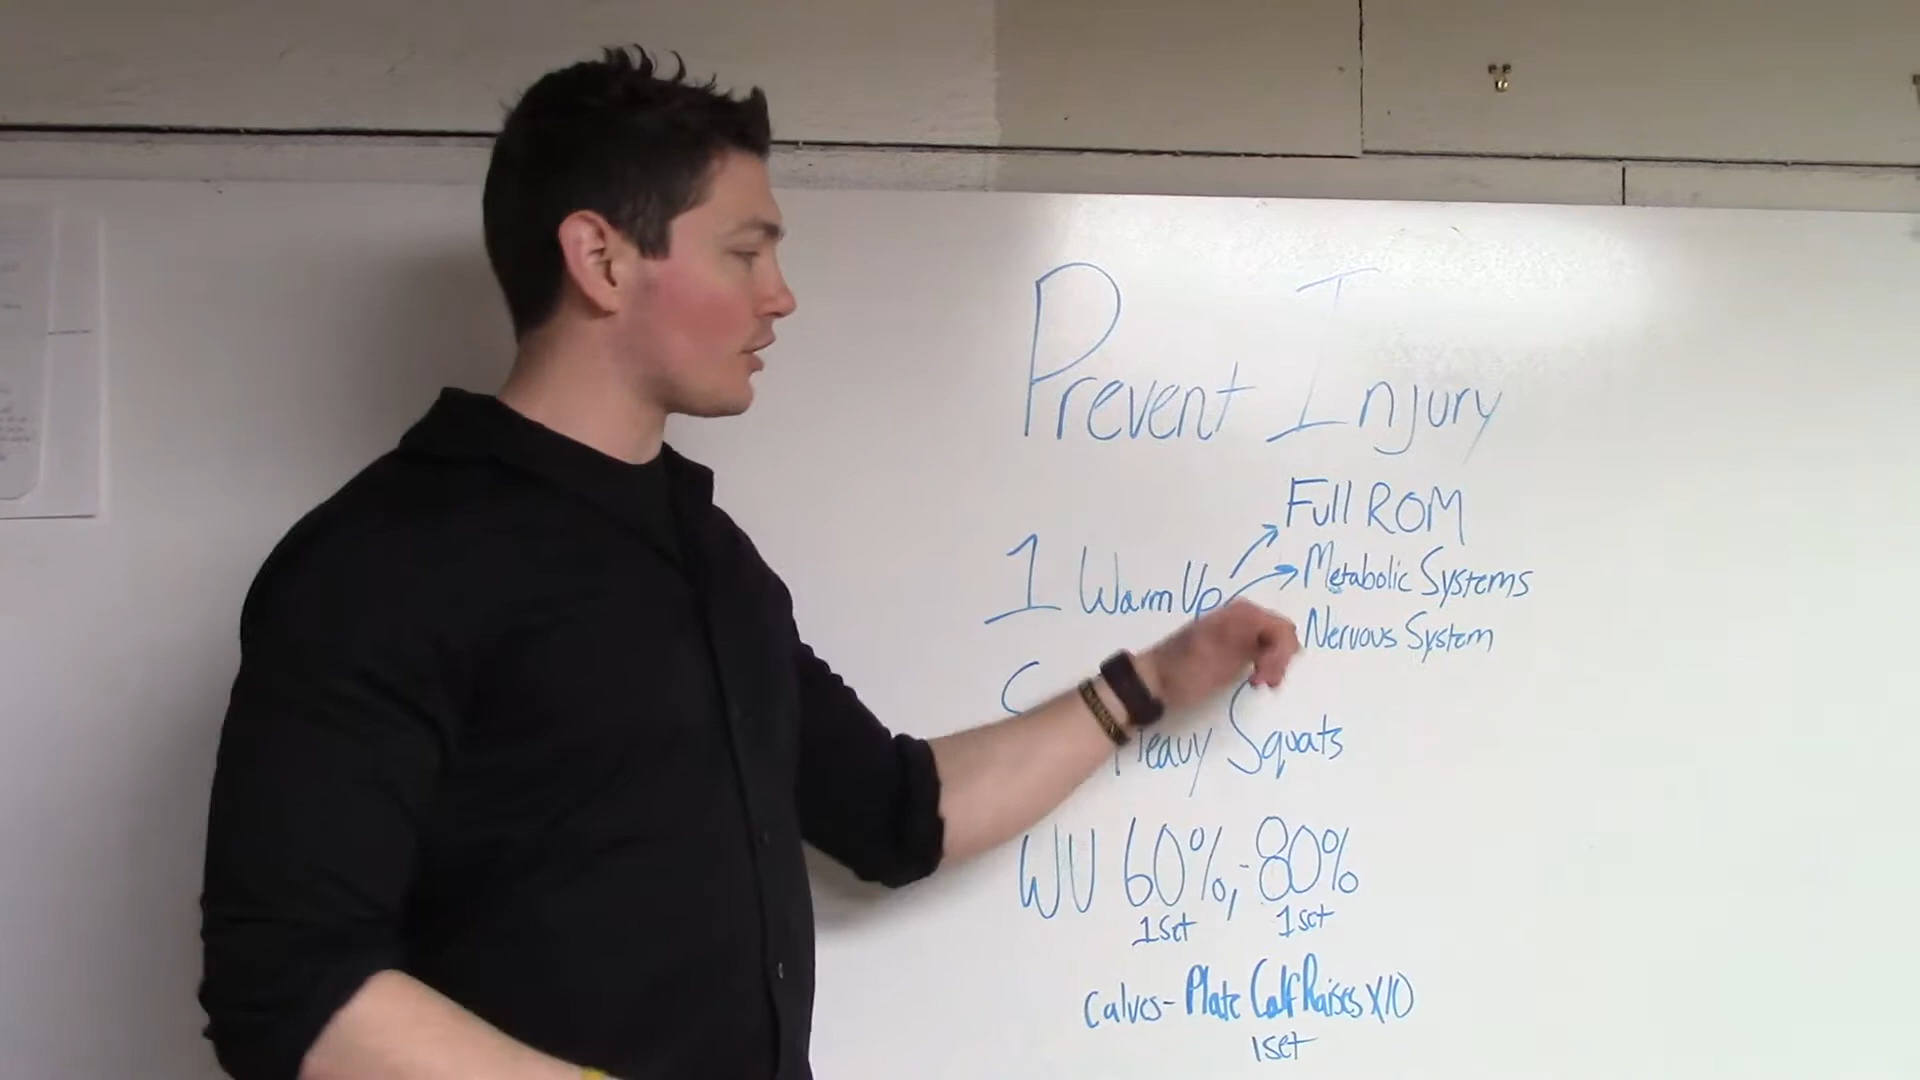 Prevent Injury
Full ROM
1 Warm Up
Metabolic Systems
Nervous System
Squats
WU 60%, 80%
1set 1set
Calves- Plate Calf Raises X10
1set